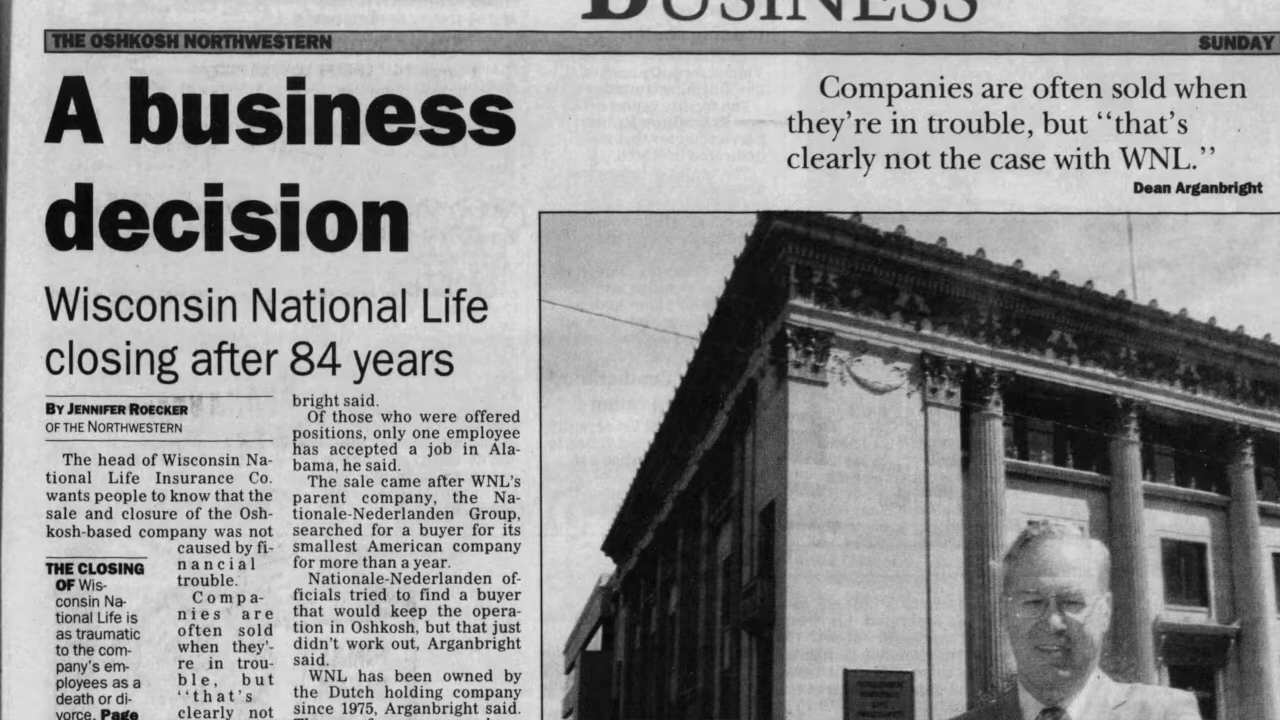 BUSINESS
THE OSHKOSH NORTHWESTERN
SUNDAY
A business
decision
Wisconsin National Life
closing after 84 years
Companies are often sold when
they're in trouble, but “that's
clearly not the case with WNL.”
Dean Arganbright
BY JENNIFER ROECKER
OF THE NORTHWESTERN
The head of Wisconsin Na-
tional Life Insurance Co.
wants people to know that the
sale and closure of the Osh-
kosh-based company was not
caused by fi-
nancial
trouble.
Compa-
nies are
often sold
when they'-
re in trou-
ble, but
“that's
clearly not
THE CLOSING
OF Wis-
consin Na-
tional Life is
as traumatic
to the com-
pany's em-
ployees as a
death or di-
vorce. Page
bright said.
Of those who were offered
positions, only one employee
has accepted a job in Ala-
bama, he said.
The sale came after WNL's
parent company, the Na-
tionale-Nederlanden Group,
searched for a buyer for its
smallest American company
for more than a year.
Nationale-Nederlanden of-
ficials tried to find a buyer
that would keep the opera-
tion in Oshkosh, but that just
didn't work out, Arganbright
said.
WNL has been owned by
the Dutch holding company
since 1975, Arganbright said.